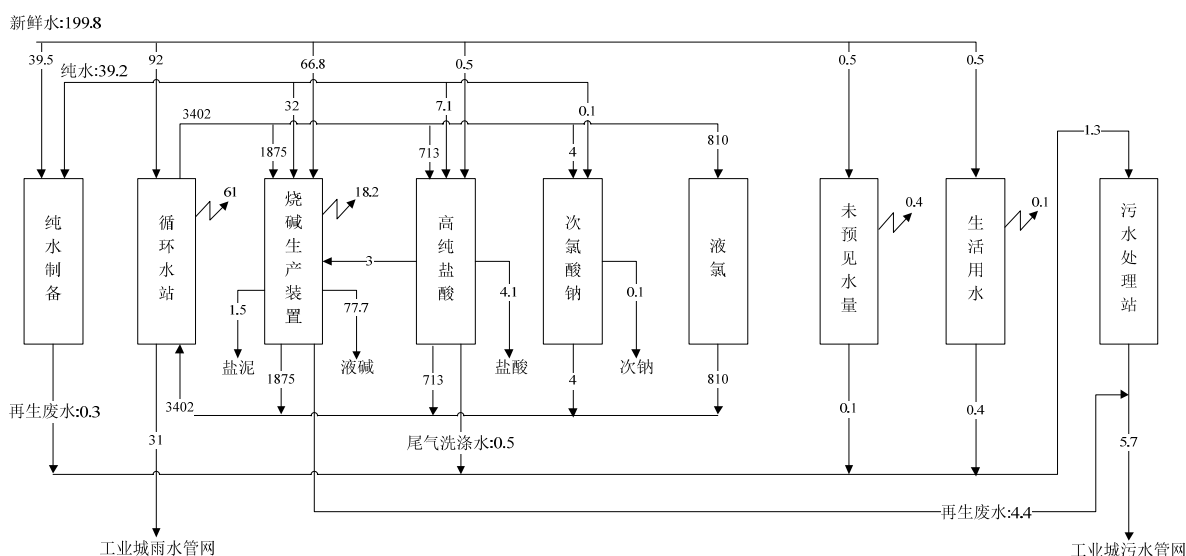 新鲜水:199.8
39.5
92
66.8
0.5
0.5
0.5
纯水:39.2
32
7.1
0.1
3402
1875
713
4
810
1.3
纯水制备
循环水站
61
烧碱生产装置
18.2
高纯盐酸
次氯酸钠
液氯
未预见水量
0.4
生活用水
0.1
污水处理站
3
1.5
77.7
4.1
0.1
盐泥
液碱
盐酸
次钠
1875
713
4
810
3402
再生废水:0.3
0.1
0.4
31
尾气洗涤水:0.5
5.7
再生废水:4.4
工业城雨水管网
工业城污水管网